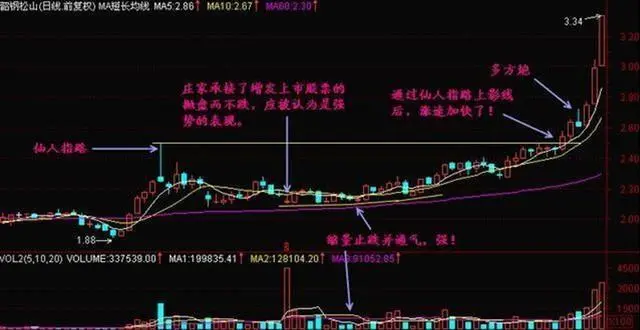 韶钢松山(日线.前复权) MA短长均线 MA5:2.86↑ MA10:2.67↑ MA60:2.30↑
3.34
3.20
3.00
2.80
2.60
2.40
2.20
2.00
多方炮
庄家承接了增发上市股票的
抛盘而不跌，应被认为是强
势的表现。
通过仙人指路上影线
后，涨速加快了！
仙人指路
1.88
缩量止跌并通气，强！
VOL2(5,10,20) VOLUME:337539.00↑ MA1:199835.41↑ MA2:128104.20↑ MA3:91052.85↑
4500
3000
1500
X100